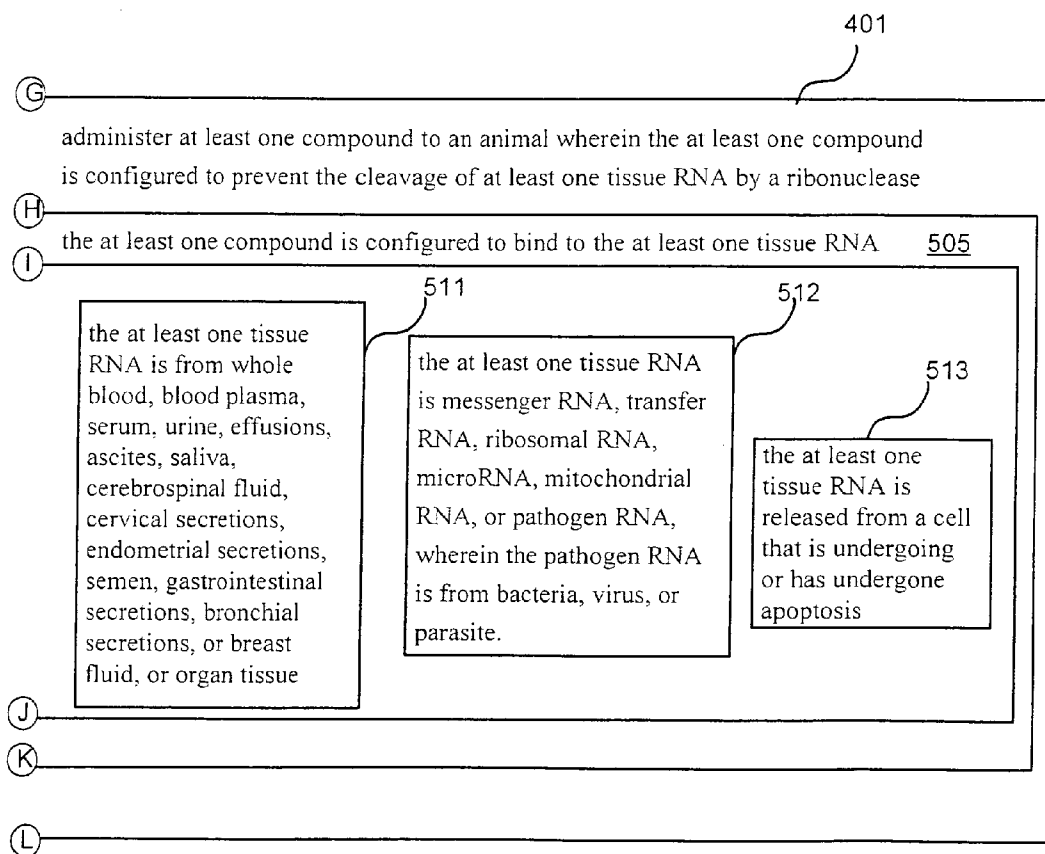 401
G
administer at least one compound to an animal wherein the at least one compound
is configured to prevent the cleavage of at least one tissue RNA by a ribonuclease
H
the at least one compound is configured to bind to the at least one tissue RNA 505
I
511
the at least one tissue
RNA is from whole
blood, blood plasma,
serum, urine, effusions,
ascites, saliva,
cerebrospinal fluid,
cervical secretions,
endometrial secretions,
semen, gastrointestinal
secretions, bronchial
secretions, or breast
fluid, or organ tissue
512
the at least one tissue RNA
is messenger RNA, transfer
RNA, ribosomal RNA,
microRNA, mitochondrial
RNA, or pathogen RNA,
wherein the pathogen RNA
is from bacteria, virus, or
parasite.
513
the at least one
tissue RNA is
released from a cell
that is undergoing
or has undergone
apoptosis
J
K
L